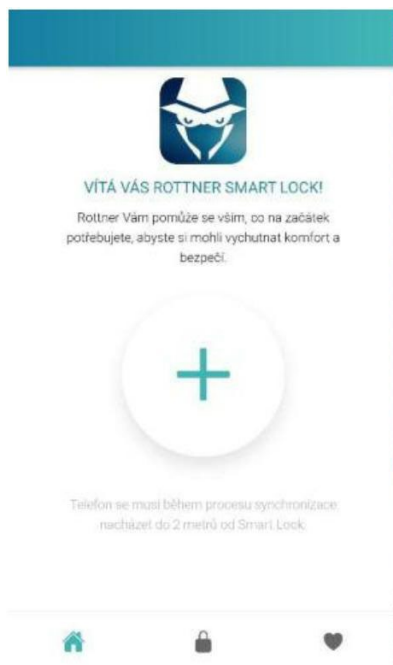 VÍTÁ VÁS ROTTNER SMART LOCK!
Rottner Vám pomůže se vším, co na začátek
potřebujete, abyste si mohli vychutnat komfort a
bezpečí.
Telefon se musí během procesu synchronizace
nacházet do 2 metrů od Smart Lock.